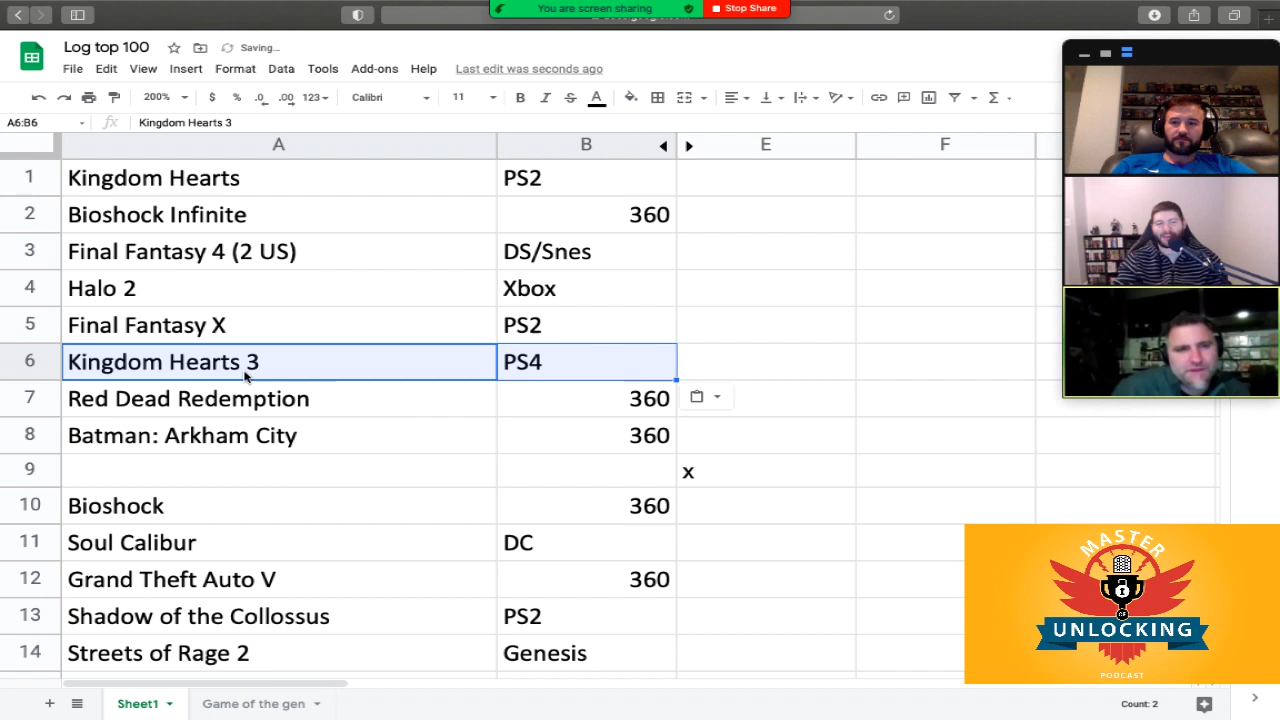 You are screen sharing
Stop Share
Log top 100
Saving...
File Edit View Insert Format Data Tools Add-ons Help Last edit was seconds ago
200% $ % .0 .00 123 Calibri 11 B I S A
A6:B6 fx Kingdom Hearts 3
A B E F
1 Kingdom Hearts PS2
2 Bioshock Infinite 360
3 Final Fantasy 4 (2 US) DS/Snes
4 Halo 2 Xbox
5 Final Fantasy X PS2
6 Kingdom Hearts 3 PS4
7 Red Dead Redemption 360
8 Batman: Arkham City 360
9 x
10 Bioshock 360
11 Soul Calibur DC
12 Grand Theft Auto V 360
13 Shadow of the Collossus PS2
14 Streets of Rage 2 Genesis
MASTER
OF
UNLOCKING
PODCAST
Sheet1 Game of the gen Count: 2